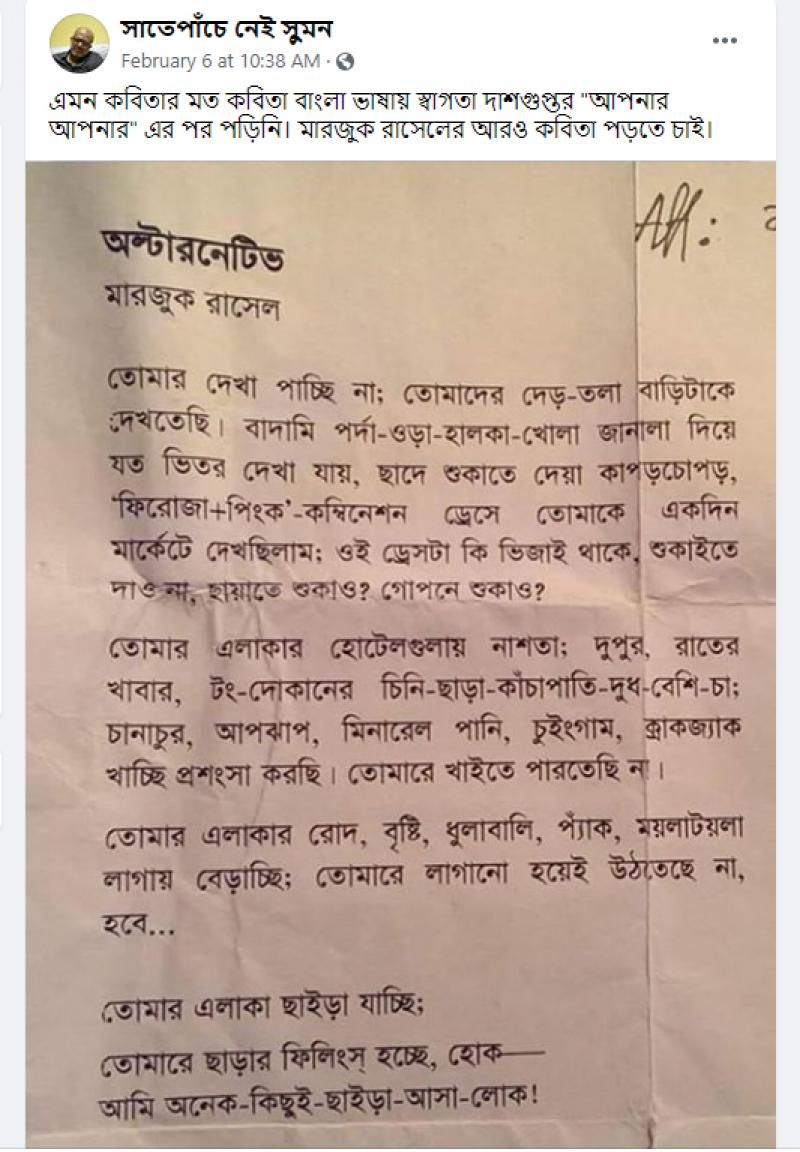 সাতেপাঁচে নেই সুমন
February 6 at 10:38 AM ·
এমন কবিতার মত কবিতা বাংলা ভাষায় স্বাগতা দাশগুপ্তর "আপনার
আপনার" এর পর পড়িনি। মারজুক রাসেলের আরও কবিতা পড়তে চাই।
অল্টারনেটিভ
মারজুক রাসেল
তোমার দেখা পাচ্ছি না; তোমাদের দেড়-তলা বাড়িটাকে
দেখতেছি। বাদামি পর্দা-ওড়া-হালকা-খোলা জানালা দিয়ে
যত ভিতর দেখা যায়, ছাদে শুকাতে দেয়া কাপড়চোপড়,
'ফিরোজা+পিংক'-কম্বিনেশন ড্রেসে তোমাকে একদিন
মার্কেটে দেখছিলাম; ওই ড্রেসটা কি ভিজাই থাকে, শুকাইতে
দাও না, ছায়াতে শুকাও? গোপনে শুকাও?
তোমার এলাকার হোটেলগুলায় নাশতা; দুপুর, রাতের
খাবার, টং-দোকানের চিনি-ছাড়া-কাঁচাপাতি-দুধ-বেশি-চা;
চানাচুর, আপঝাপ, মিনারেল পানি, চুইংগাম, ক্রাকজ্যাক
খাচ্ছি প্রশংসা করছি। তোমারে খাইতে পারতেছি না।
তোমার এলাকার রোদ, বৃষ্টি, ধুলাবালি, প্যাঁক, ময়লাটয়লা
লাগায় বেড়াচ্ছি; তোমারে লাগানো হয়েই উঠতেছে না,
হবে...
তোমার এলাকা ছাইড়া যাচ্ছি;
তোমারে ছাড়ার ফিলিংস্ হচ্ছে, হোক—
আমি অনেক-কিছুই-ছাইড়া-আসা-লোক!